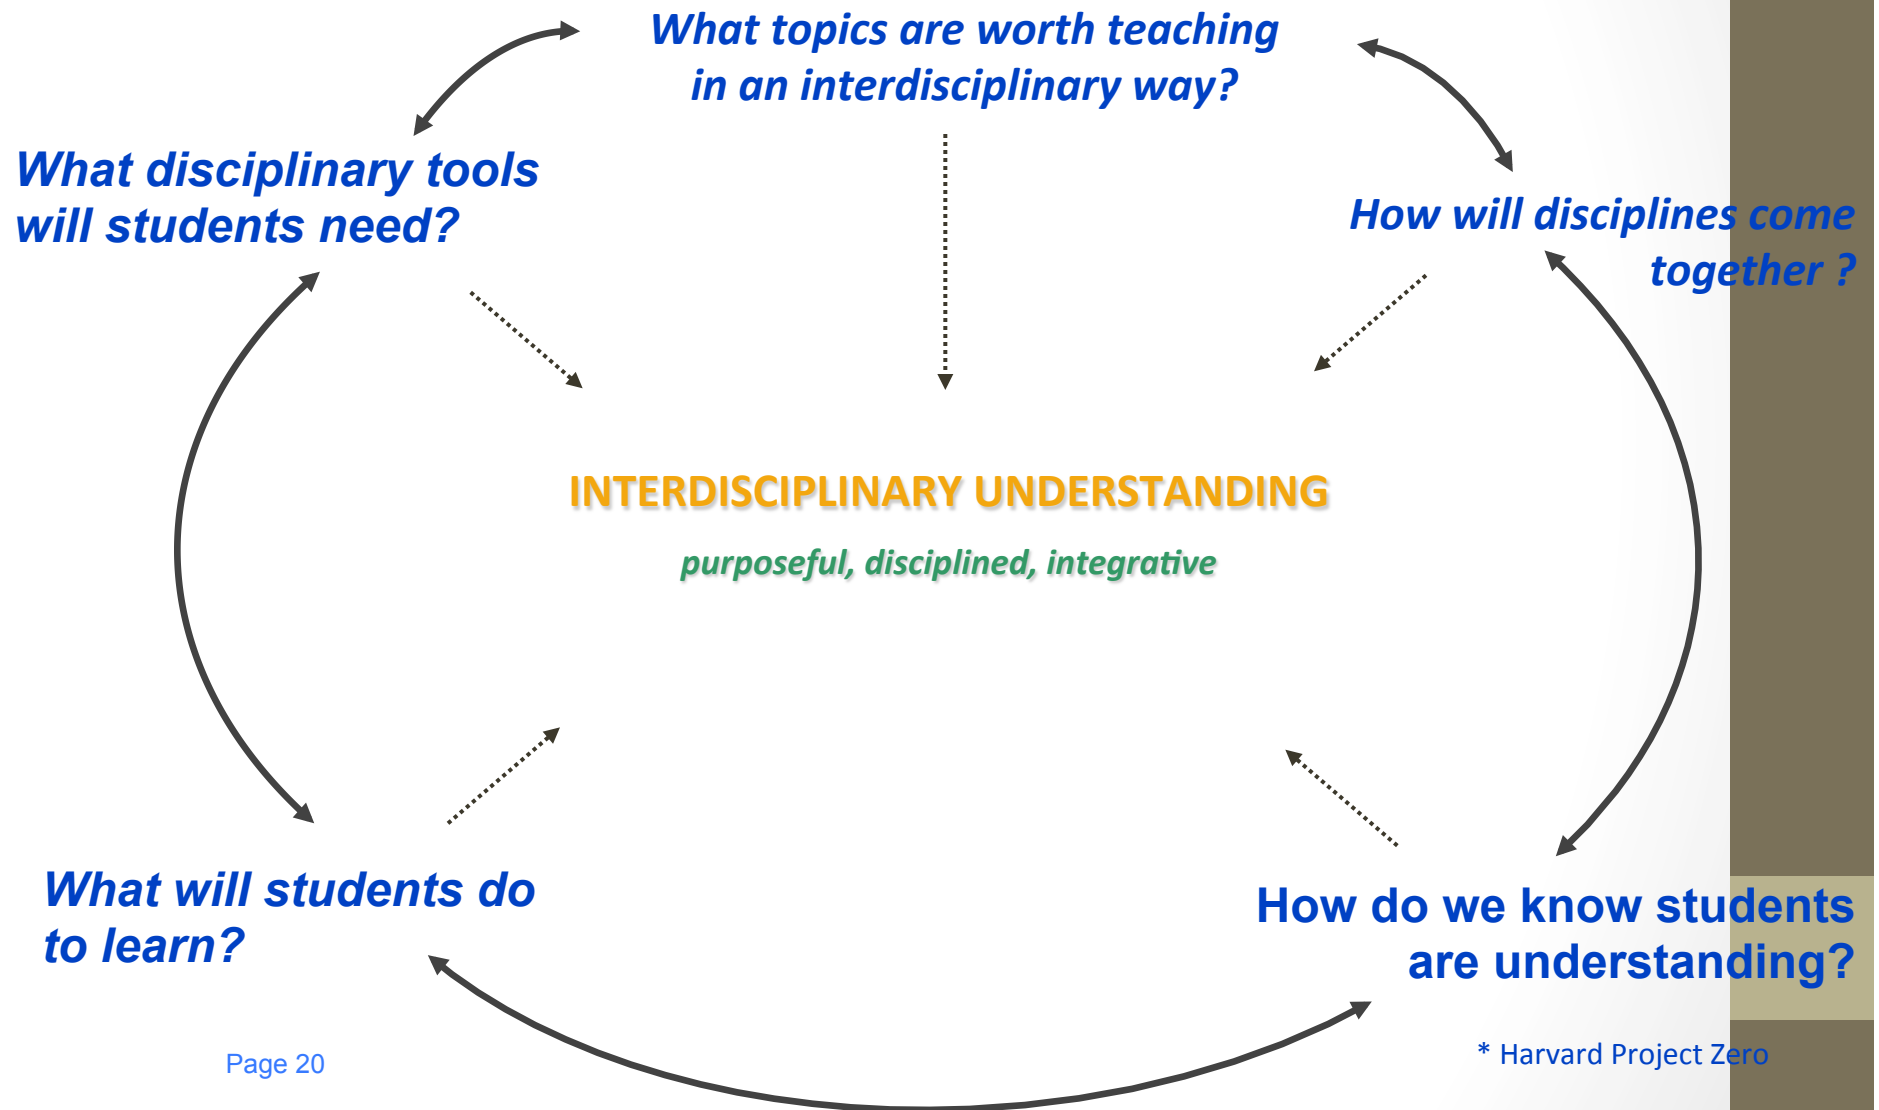 What topics are worth teaching
in an interdisciplinary way?
What disciplinary tools
will students need?
How will disciplines come
together ?
INTERDISCIPLINARY UNDERSTANDING
purposeful, disciplined, integrative
What will students do
to learn?
How do we know students
are understanding?
Page 20
* Harvard Project Zero